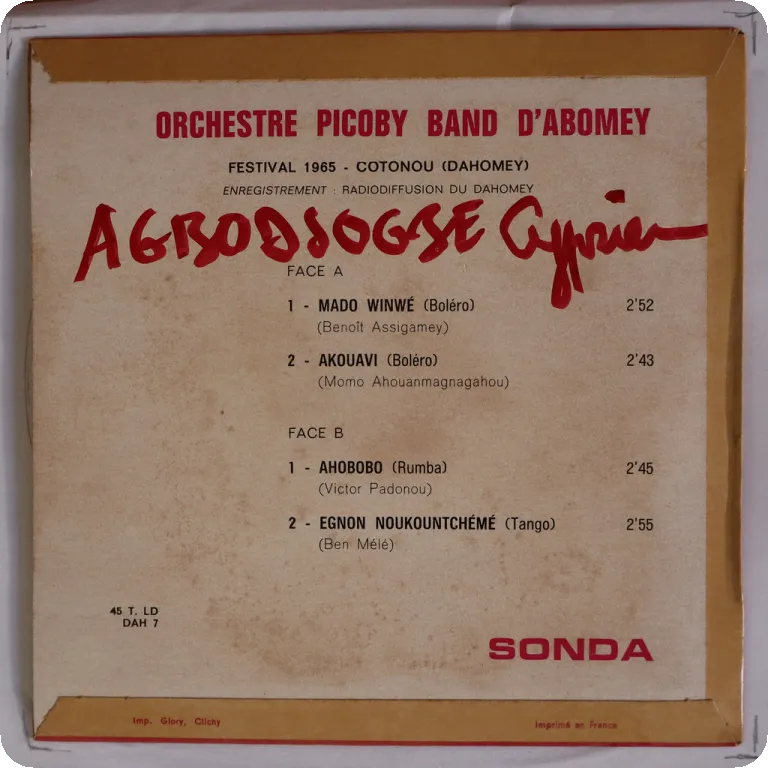 ORCHESTRE PICOBY BAND D'ABOMEY
FESTIVAL 1965 - COTONOU (DAHOMEY)
ENREGISTREMENT : RADIODIFFUSION DU DAHOMEY
AGBODJOGBE Cyprien
FACE A
1 - MADO WINWÉ (Boléro) 2'52
(Benoît Assigamey)
2 - AKOUAVI (Boléro) 2'43
(Momo Ahouanmagnagahou)
FACE B
1 - AHOBOBO (Rumba) 2'45
(Victor Padonou)
2 - EGNON NOUKOUNTCHÉMÉ (Tango) 2'55
(Ben Mélé)
45 T. LD
DAH 7
SONDA
Imp. Glory, Clichy
Imprimé en France